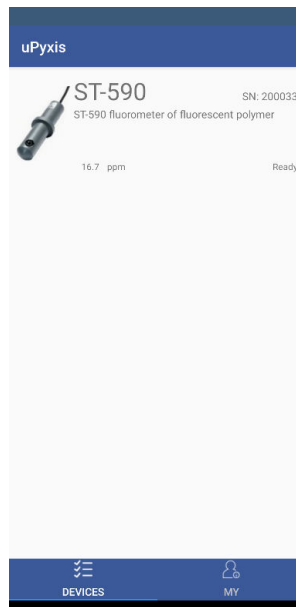 uPyxis
ST-590 SN: 200033
ST-590 fluorometer of fluorescent polymer
16.7 ppm Ready
DEVICES MY